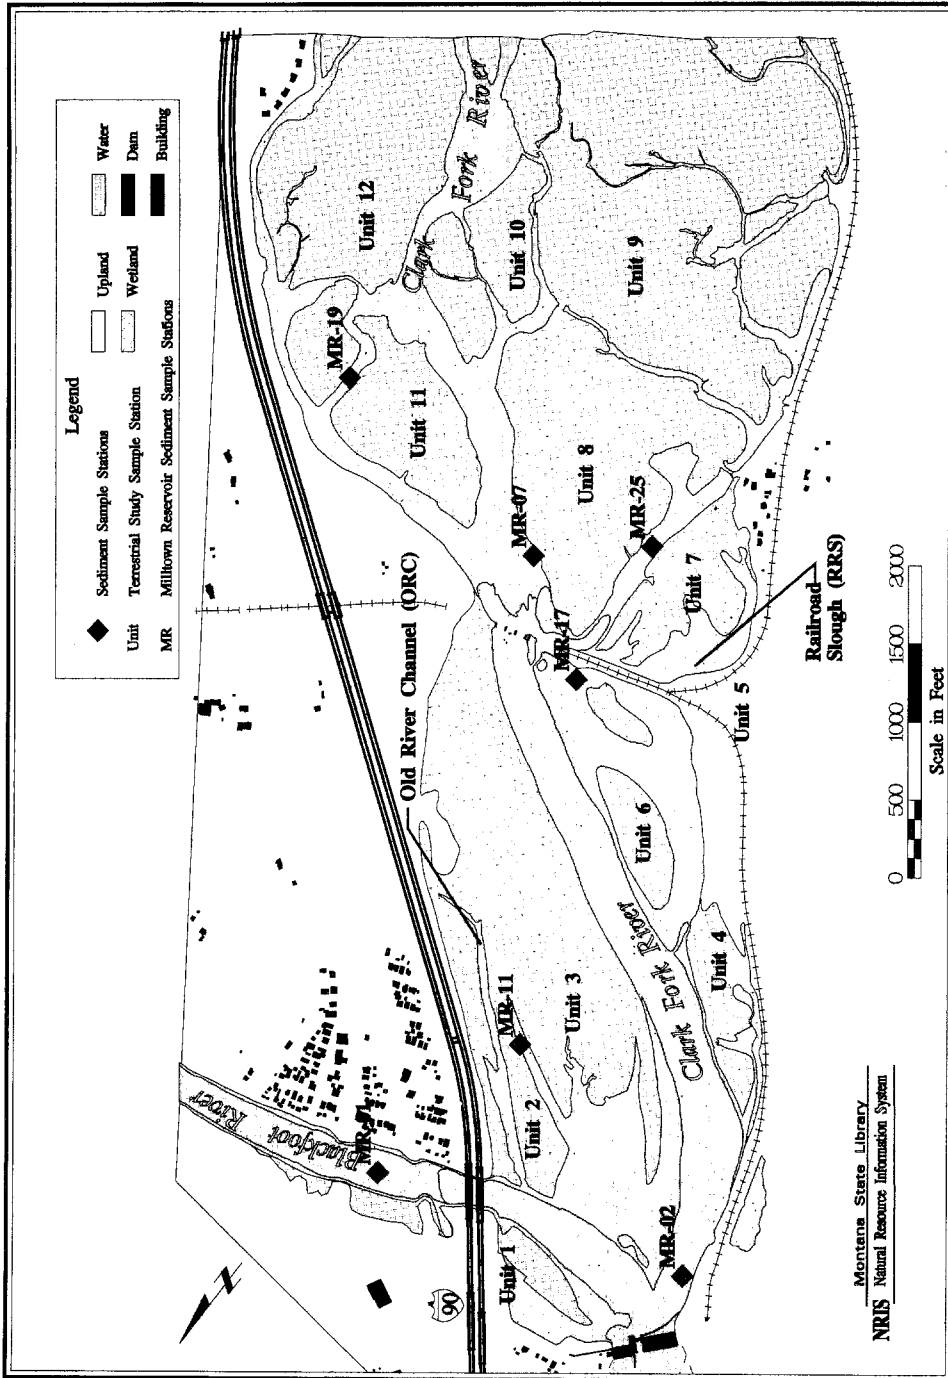 Legend
Sediment Sample Stations
Unit Terrestrial Study Sample Station
MR Milltown Reservoir Sediment Sample Stations
Upland
Wetland
Water
Dam
Building
Blackfoot
River
90
Old River Channel (ORC)
MR-19
Unit 12
Unit 11
Clark
Fork
River
Unit 10
Unit 9
Unit 8
MR-07
MR-25
MR-17
Unit 7
Railroad
Slough (RRS)
Unit 5
Unit 6
MR-11
Unit 3
Unit 2
Unit 1
Clark Fork River
Unit 4
MR-02
0 500 1000 1500 2000
Scale in Feet
Montana State Library
NRIS Natural Resource Information System